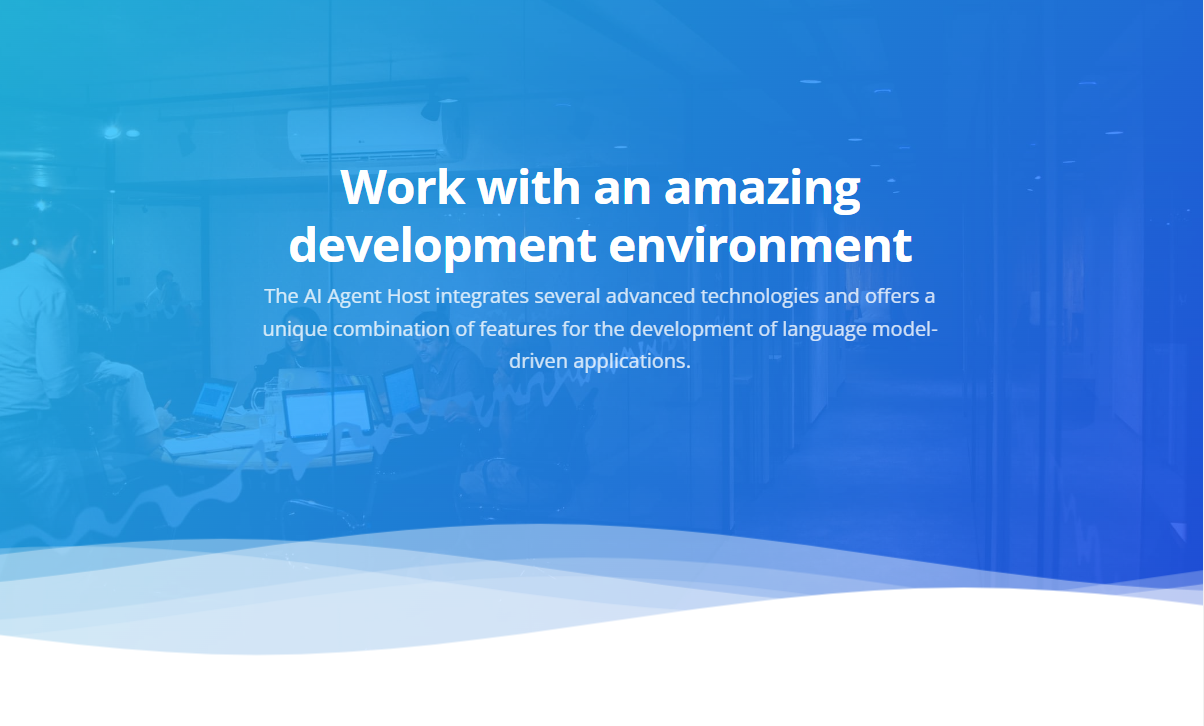 Work with an amazing
development environment
The AI Agent Host integrates several advanced technologies and offers a
unique combination of features for the development of language model-
driven applications.